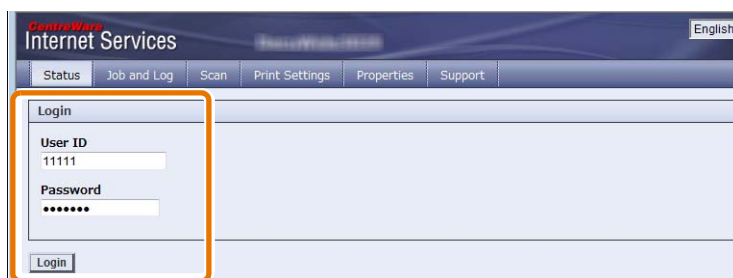 CentreWare
Internet Services
English
Status Job and Log Scan Print Settings Properties Support
Login
User ID
11111
Password
•••••••
Login